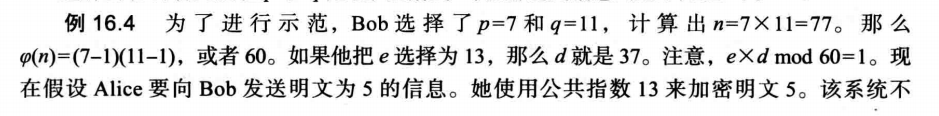 例 16.4 为了进行示范，Bob 选择了 p=7 和 q=11，计算出 n=7×11=77。那么
φ(n)=(7–1)(11–1)，或者 60。如果他把 e 选择为 13，那么 d 就是 37。注意，e×d mod 60=1。现
在假设 Alice 要向 Bob 发送明文为 5 的信息。她使用公共指数 13 来加密明文 5。该系统不